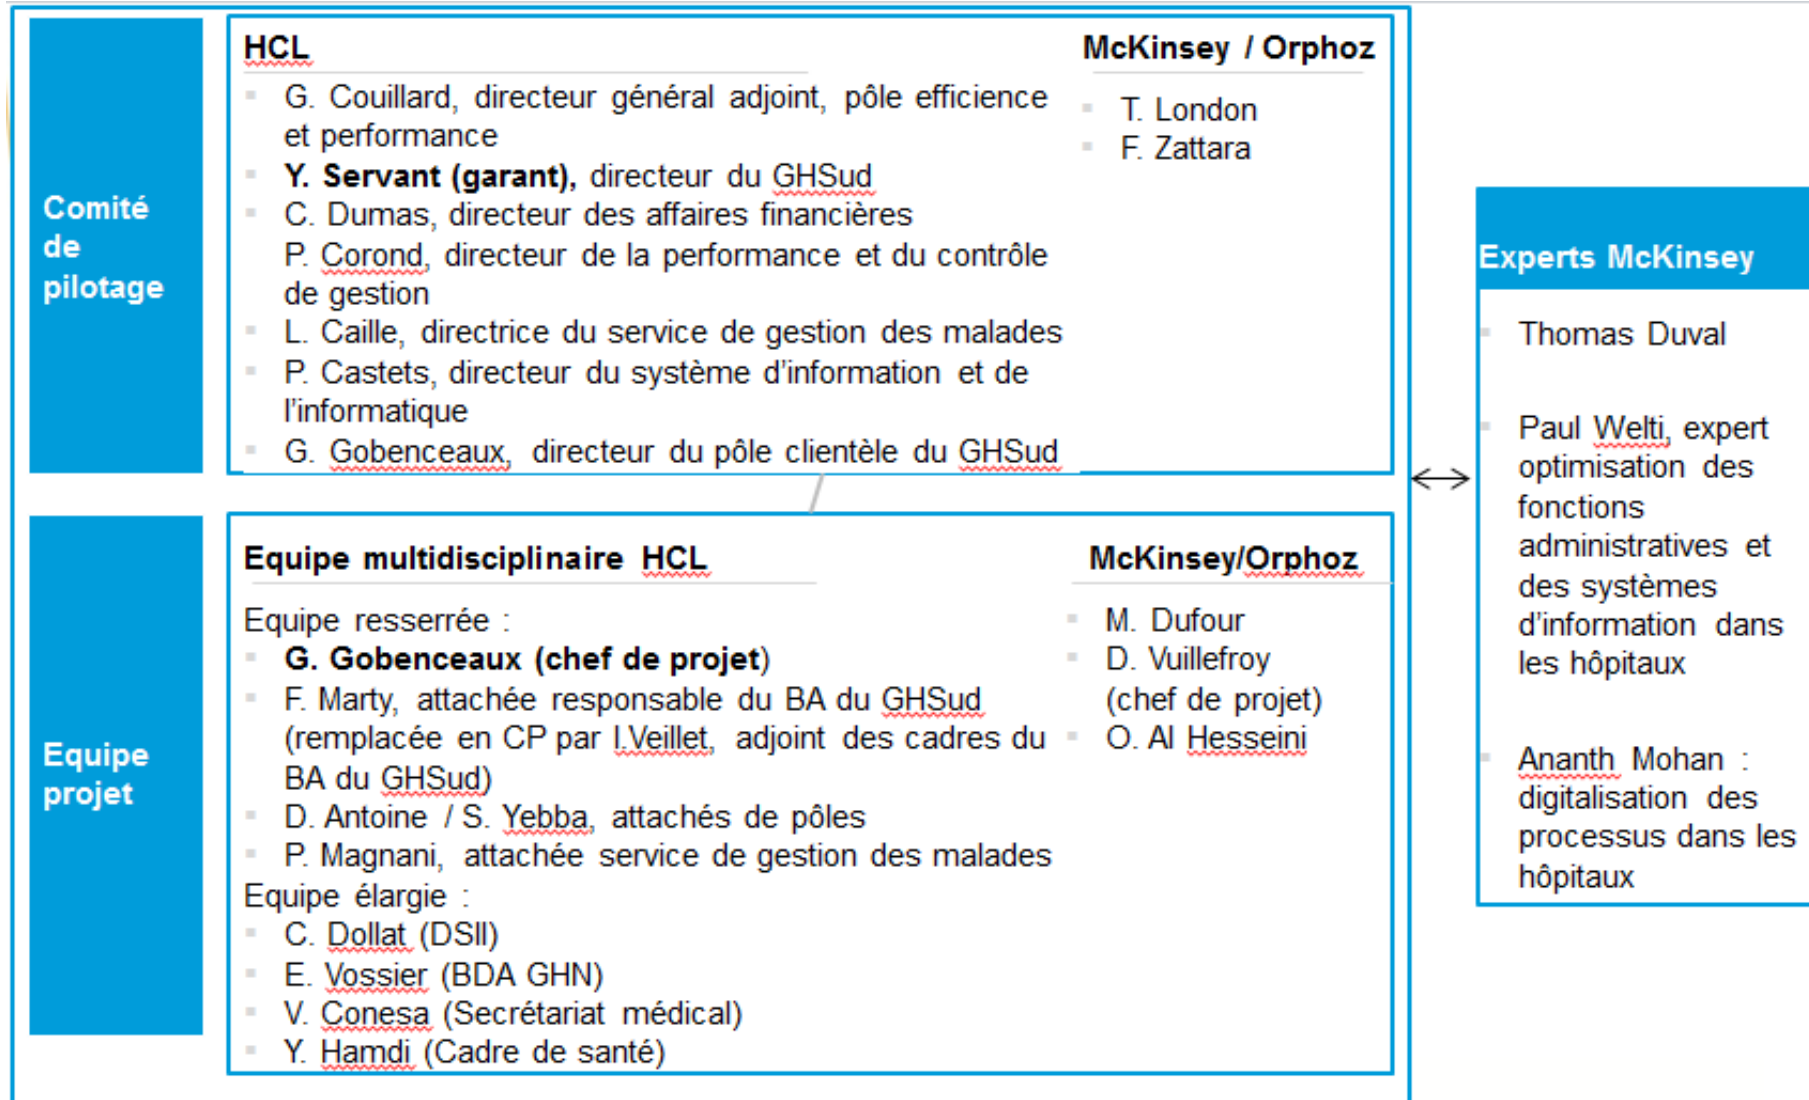 Comité
de
pilotage
HCL
G. Couillard, directeur général adjoint, pôle efficience
et performance
Y. Servant (garant), directeur du GHSud
C. Dumas, directeur des affaires financières
P. Corond, directeur de la performance et du contrôle
de gestion
L. Caille, directrice du service de gestion des malades
P. Castets, directeur du système d'information et de
l'informatique
G. Gobenceaux, directeur du pôle clientèle du GHSud
McKinsey / Orphoz
T. London
F. Zattara
Equipe
projet
Equipe multidisciplinaire HCL
Equipe resserrée :
G. Gobenceaux (chef de projet)
F. Marty, attachée responsable du BA du GHSud
(remplacée en CP par I.Veillet, adjoint des cadres du
BA du GHSud)
D. Antoine / S. Yebba, attachés de pôles
P. Magnani, attachée service de gestion des malades
Equipe élargie :
C. Dollat (DSII)
E. Vossier (BDA GHN)
V. Conesa (Secrétariat médical)
Y. Hamdi (Cadre de santé)
McKinsey/Orphoz
M. Dufour
D. Vuillefroy
(chef de projet)
O. Al Hesseini
Experts McKinsey
Thomas Duval
Paul Welti, expert
optimisation des
fonctions
administratives et
des systèmes
d'information dans
les hôpitaux
Ananth Mohan :
digitalisation des
processus dans les
hôpitaux